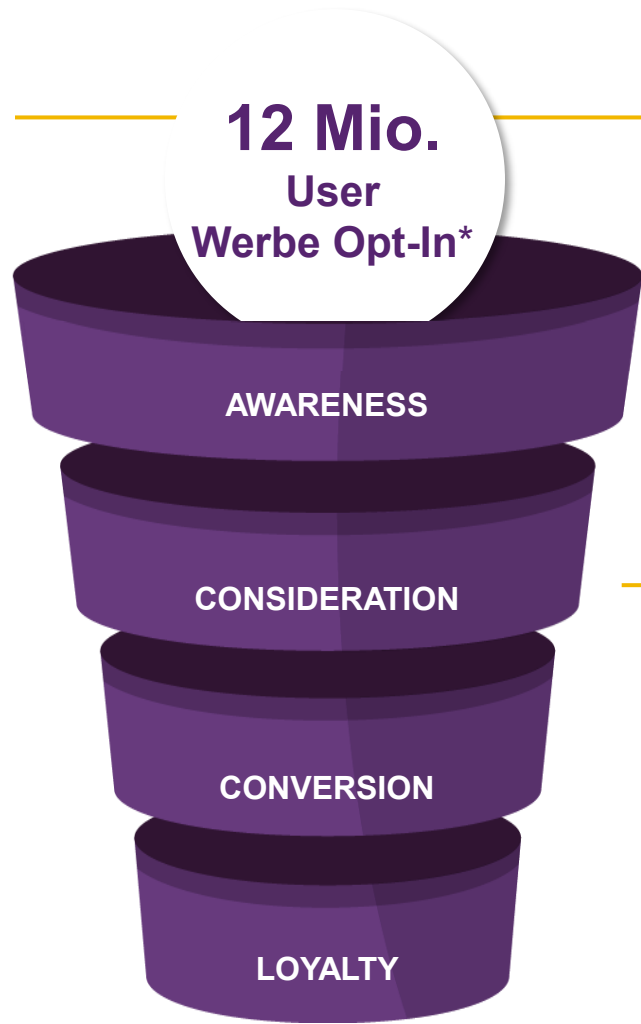 12 Mio.
User
Werbe Opt-In*
AWARENESS
CONSIDERATION
CONVERSION
LOYALTY